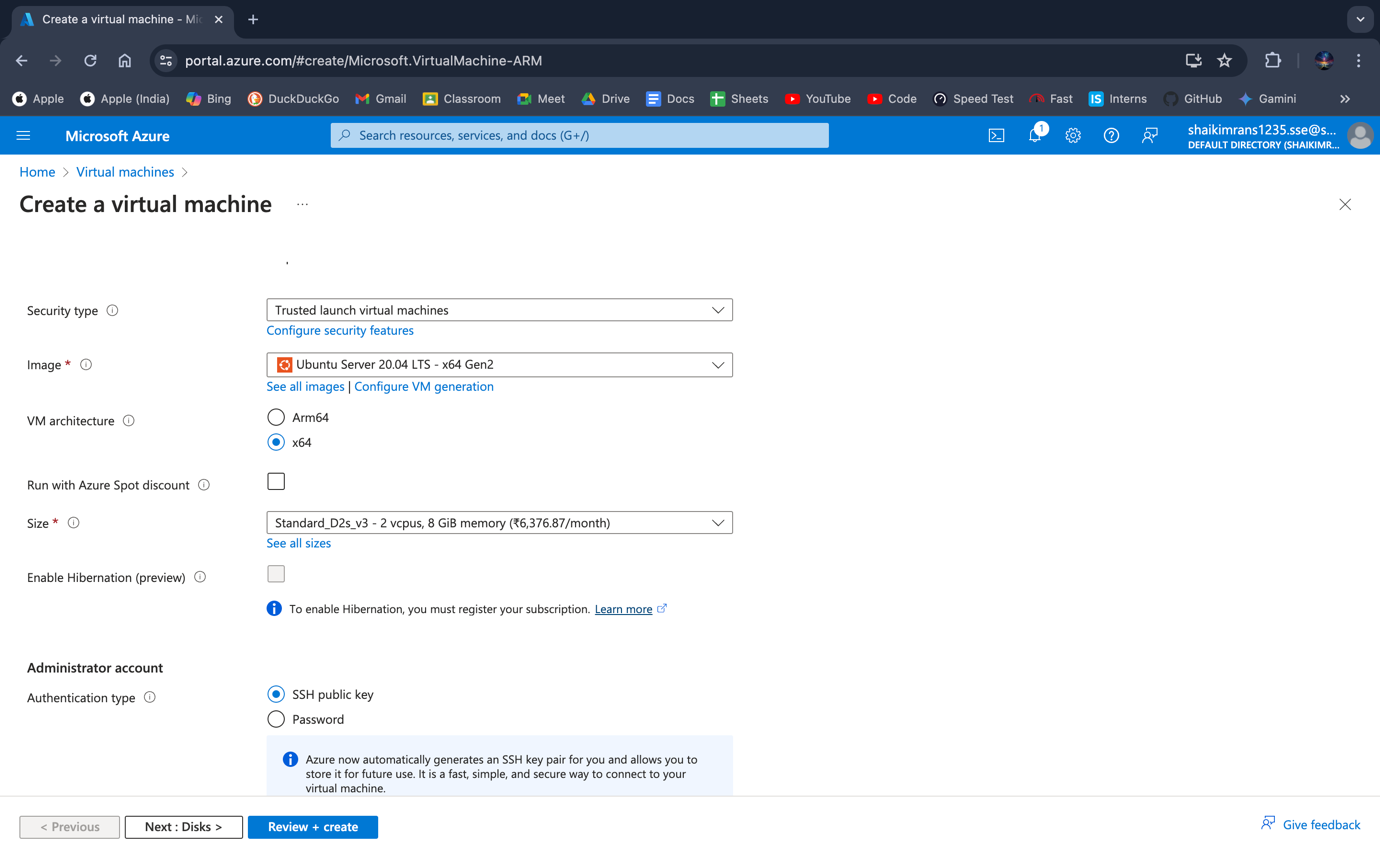 Create a virtual machine - Mic
portal.azure.com/#create/Microsoft.VirtualMachine-ARM
Apple
Apple (India)
Bing
DuckDuckGo
Gmail
Classroom
Meet
Drive
Docs
Sheets
YouTube
Code
Speed Test
Fast
IS Interns
GitHub
Gamini
Microsoft Azure
Search resources, services, and docs (G+/)
1
shaikimrans1235.sse@s...
DEFAULT DIRECTORY (SHAIKIMR...
Home > Virtual machines >
Create a virtual machine ...
Security type
Trusted launch virtual machines
Configure security features
Image *
Ubuntu Server 20.04 LTS - x64 Gen2
See all images | Configure VM generation
VM architecture
Arm64
x64
Run with Azure Spot discount
Size *
Standard_D2s_v3 - 2 vcpus, 8 GiB memory (₹6,376.87/month)
See all sizes
Enable Hibernation (preview)
To enable Hibernation, you must register your subscription. Learn more
Administrator account
Authentication type
SSH public key
Password
Azure now automatically generates an SSH key pair for you and allows you to
store it for future use. It is a fast, simple, and secure way to connect to your
virtual machine.
< Previous
Next : Disks >
Review + create
Give feedback